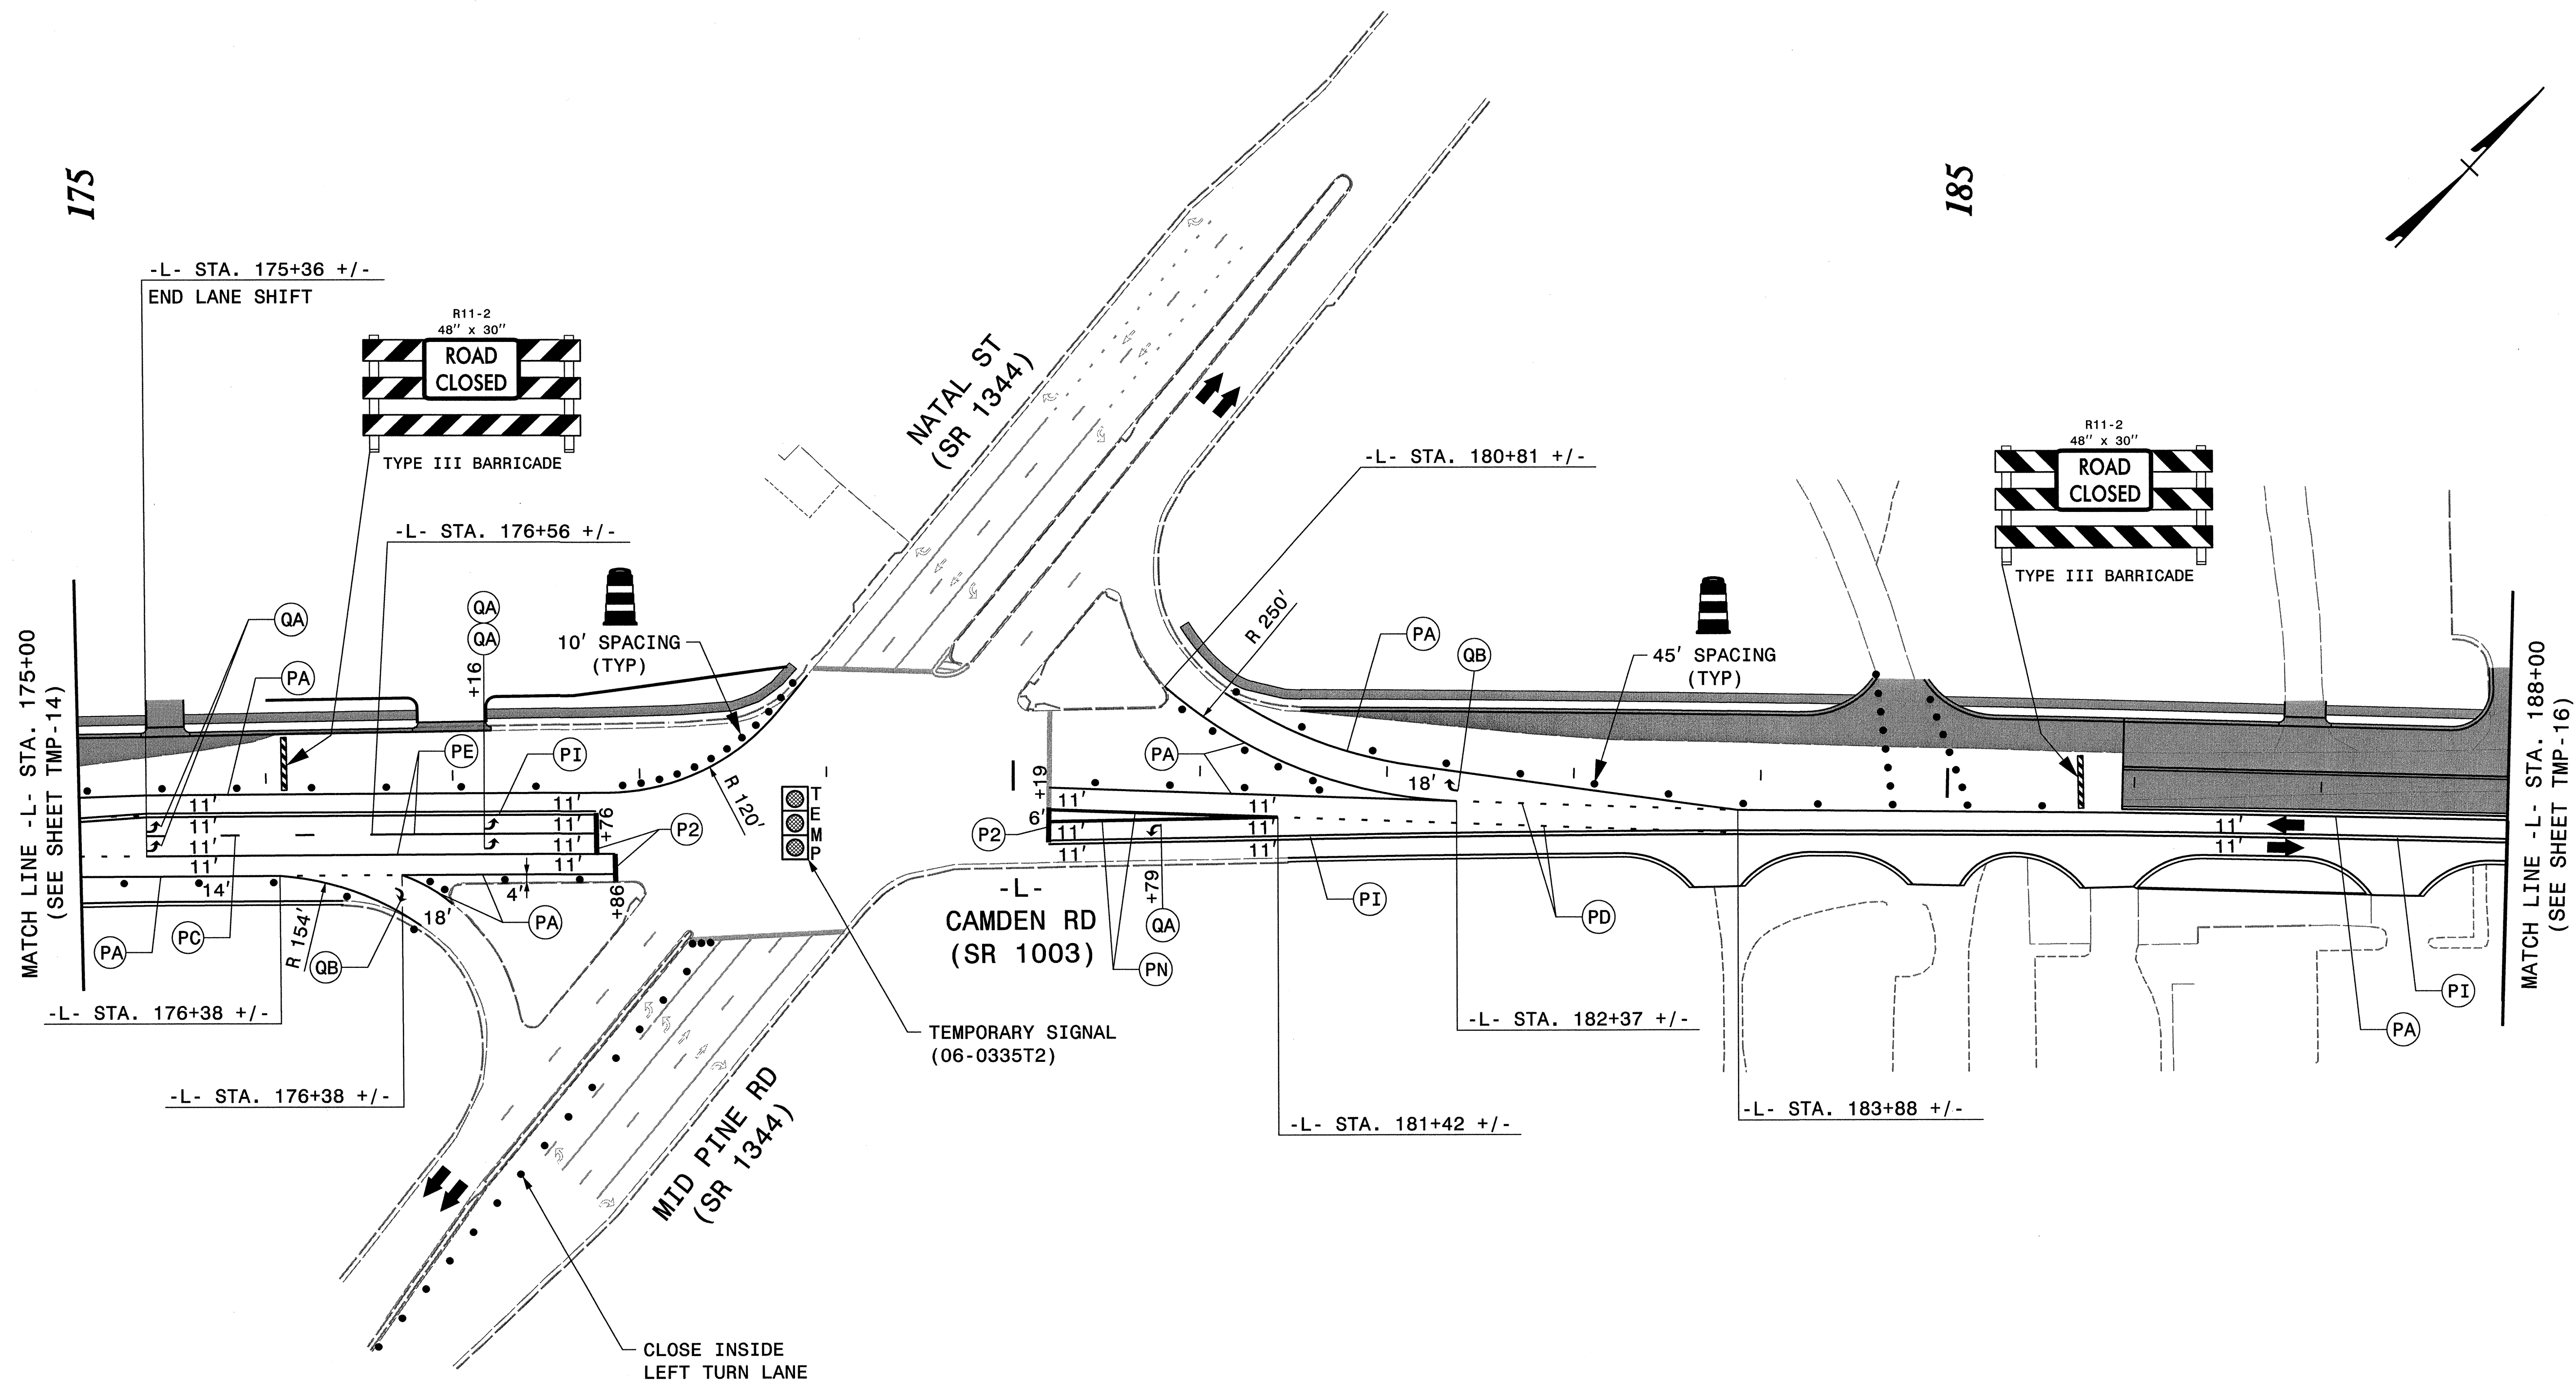 175
185
-L- STA. 175+36 +/-
END LANE SHIFT
R11-2
48" x 30"
ROAD
CLOSED
TYPE III BARRICADE
-L- STA. 176+56 +/-
NATAL ST
(SR 1344)
-L- STA. 180+81 +/-
R11-2
48" x 30"
ROAD
CLOSED
TYPE III BARRICADE
MATCH LINE -L- STA. 175+00
(SEE SHEET TMP-14)
QA
PA
QA
QA
+16
10' SPACING
(TYP)
R 250'
PA
QB
45' SPACING
(TYP)
MATCH LINE -L- STA. 188+00
(SEE SHEET TMP-16)
PE
PI
R 120'
TEMP
+19
PA
18'
11'
11'
11'
11'
11'
11'
+76
P2
11'
11'
14'
4'
+86
18'
PA
PA
PC
R 154'
QB
P2
6'
11'
11'
11'
11'
11'
11'
+79
QA
PN
PI
PD
11'
11'
PI
PA
-L-
CAMDEN RD
(SR 1003)
-L- STA. 176+38 +/-
-L- STA. 176+38 +/-
TEMPORARY SIGNAL
(06-0335T2)
-L- STA. 182+37 +/-
-L- STA. 181+42 +/-
-L- STA. 183+88 +/-
MID PINE RD
(SR 1344)
CLOSE INSIDE
LEFT TURN LANE